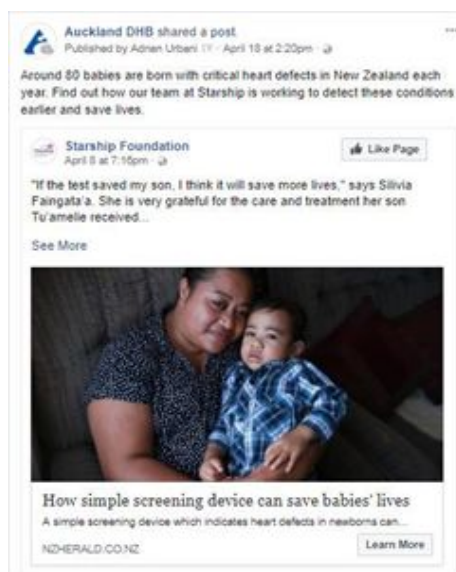 Auckland DHB shared a post
Published by Adnan Urbani · April 18 at 2:20pm ·
Around 80 babies are born with critical heart defects in New Zealand each
year. Find out how our team at Starship is working to detect these conditions
earlier and save lives.
Starship Foundation
April 8 at 7:16pm ·
Like Page
"If the test saved my son, I think it will save more lives," says Silivia
Faingata'a. She is very grateful for the care and treatment her son
Tu'amelie received...
See More
How simple screening device can save babies' lives
A simple screening device which indicates heart defects in newborns can...
NZHERALD.CO.NZ
Learn More